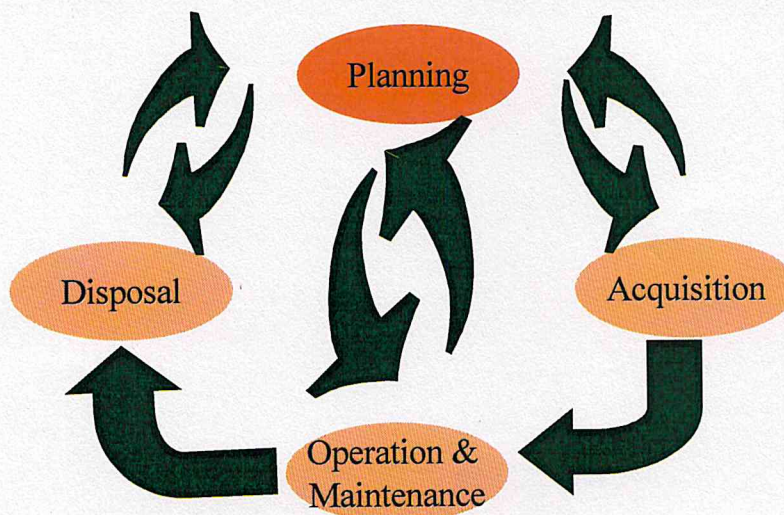 Planning
Disposal
Acquisition
Operation &
Maintenance